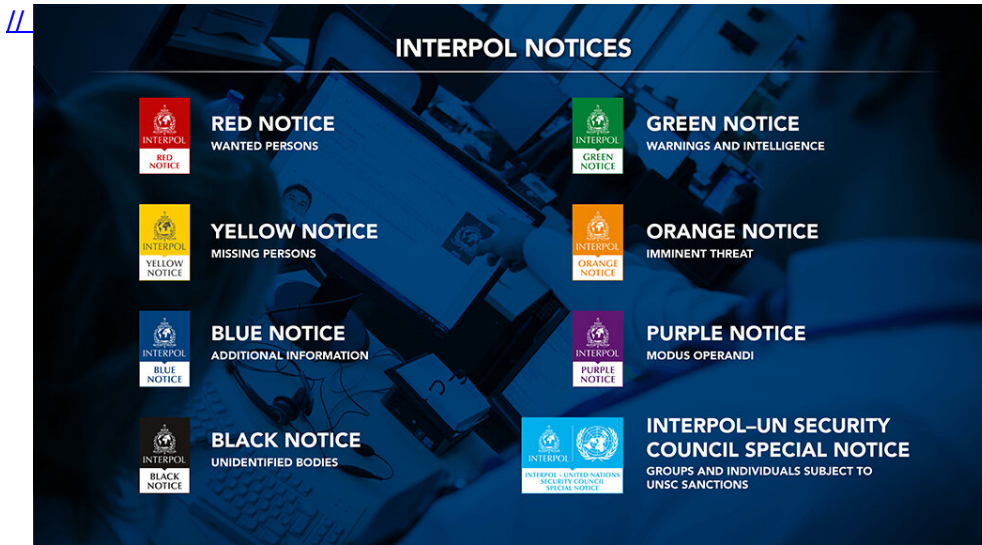 //
INTERPOL NOTICES
INTERPOL
RED
NOTICE
RED NOTICE
WANTED PERSONS
INTERPOL
GREEN
NOTICE
GREEN NOTICE
WARNINGS AND INTELLIGENCE
INTERPOL
YELLOW
NOTICE
YELLOW NOTICE
MISSING PERSONS
INTERPOL
ORANGE
NOTICE
ORANGE NOTICE
IMMINENT THREAT
INTERPOL
BLUE
NOTICE
BLUE NOTICE
ADDITIONAL INFORMATION
INTERPOL
PURPLE
NOTICE
PURPLE NOTICE
MODUS OPERANDI
INTERPOL
BLACK
NOTICE
BLACK NOTICE
UNIDENTIFIED BODIES
INTERPOL
INTERPOL - UNITED NATIONS
SECURITY COUNCIL
SPECIAL NOTICE
INTERPOL–UN SECURITY
COUNCIL SPECIAL NOTICE
GROUPS AND INDIVIDUALS SUBJECT TO
UNSC SANCTIONS